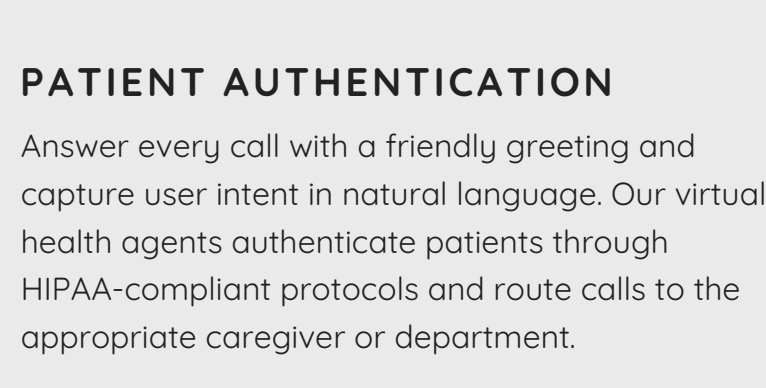 PATIENT AUTHENTICATION
Answer every call with a friendly greeting and
capture user intent in natural language. Our virtual
health agents authenticate patients through
HIPAA-compliant protocols and route calls to the
appropriate caregiver or department.